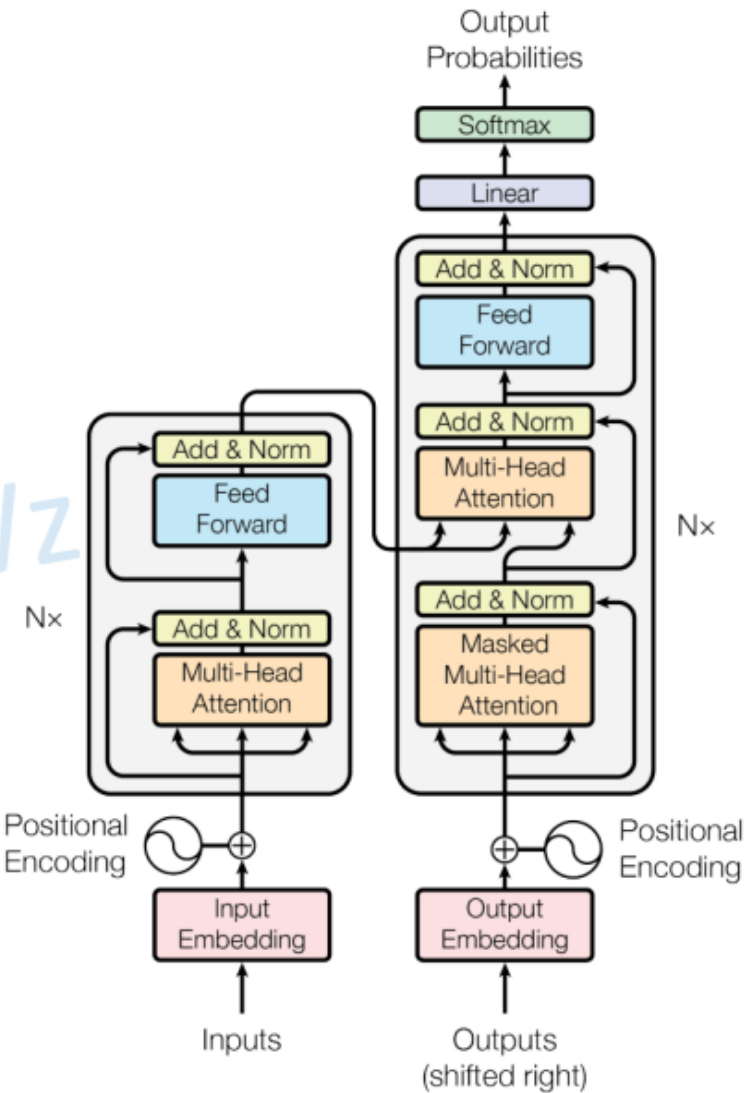 Output
Probabilities
Softmax
Linear
Add & Norm
Feed
Forward
Add & Norm
Multi-Head
Attention
Nx
Add & Norm
Masked
Multi-Head
Attention
Add & Norm
Feed
Forward
Nx
Add & Norm
Multi-Head
Attention
Positional
Encoding
Positional
Encoding
Input
Embedding
Output
Embedding
Inputs
Outputs
(shifted right)